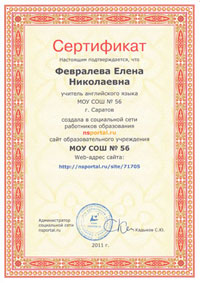 Сертификат
Настоящим подтверждается, что
Февралева Елена
Николаевна
учитель английского языка
МОУ СОШ № 56
г. Саратов
создала в социальной сети
работников образования
nsportal.ru
сайт образовательного учреждения
МОУ СОШ № 56
Web-адрес сайта:
http://nsportal.ru/site/71705
Администратор
социальной сети
nsportal.ru
Кадыков С.Ю.
2011 г.